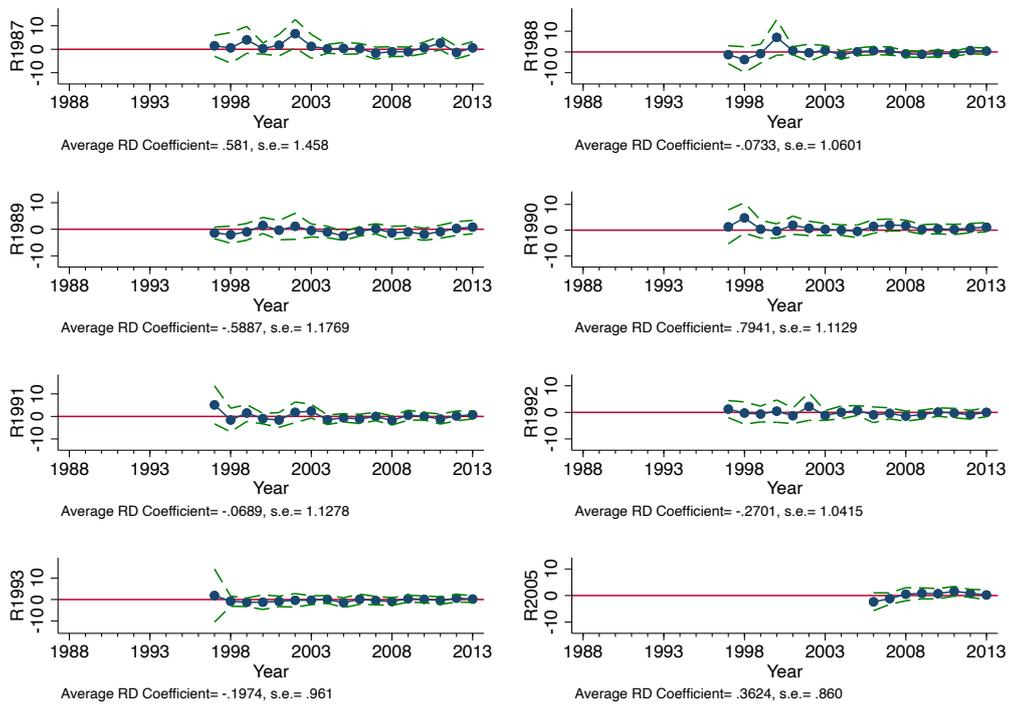 R1987
-10 0 10
1988 1993 1998 2003 2008 2013
Year
Average RD Coefficient= .581, s.e.= 1.458
R1988
-10 0 10
1988 1993 1998 2003 2008 2013
Year
Average RD Coefficient= -.0733, s.e.= 1.0601
R1989
-10 0 10
1988 1993 1998 2003 2008 2013
Year
Average RD Coefficient= -.5887, s.e.= 1.1769
R1990
-10 0 10
1988 1993 1998 2003 2008 2013
Year
Average RD Coefficient= .7941, s.e.= 1.1129
R1991
-10 0 10
1988 1993 1998 2003 2008 2013
Year
Average RD Coefficient= -.0689, s.e.= 1.1278
R1992
-10 0 10
1988 1993 1998 2003 2008 2013
Year
Average RD Coefficient= -.2701, s.e.= 1.0415
R1993
-10 0 10
1988 1993 1998 2003 2008 2013
Year
Average RD Coefficient= -.1974, s.e.= .961
R2005
-10 0 10
1988 1993 1998 2003 2008 2013
Year
Average RD Coefficient= .3624, s.e.= .860